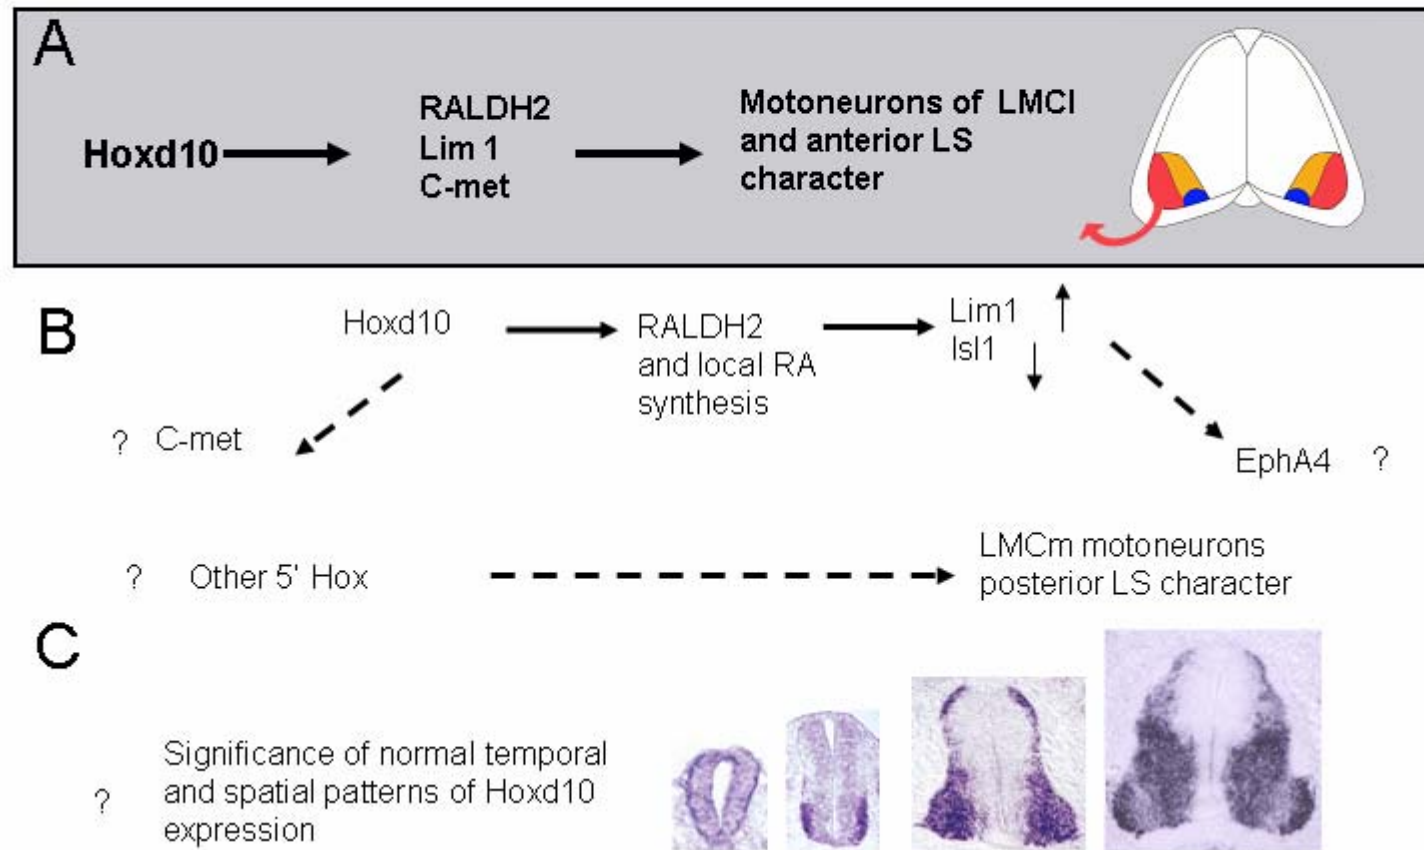 A
Hoxd10
RALDH2
Lim 1
C-met
Motoneurons of LMCl
and anterior LS
character
B
Hoxd10
RALDH2
and local RA
synthesis
Lim1
Isl1
? C-met
EphA4 ?
? Other 5' Hox
LMCm motoneurons
posterior LS character
C
?
Significance of normal temporal
and spatial patterns of Hoxd10
expression